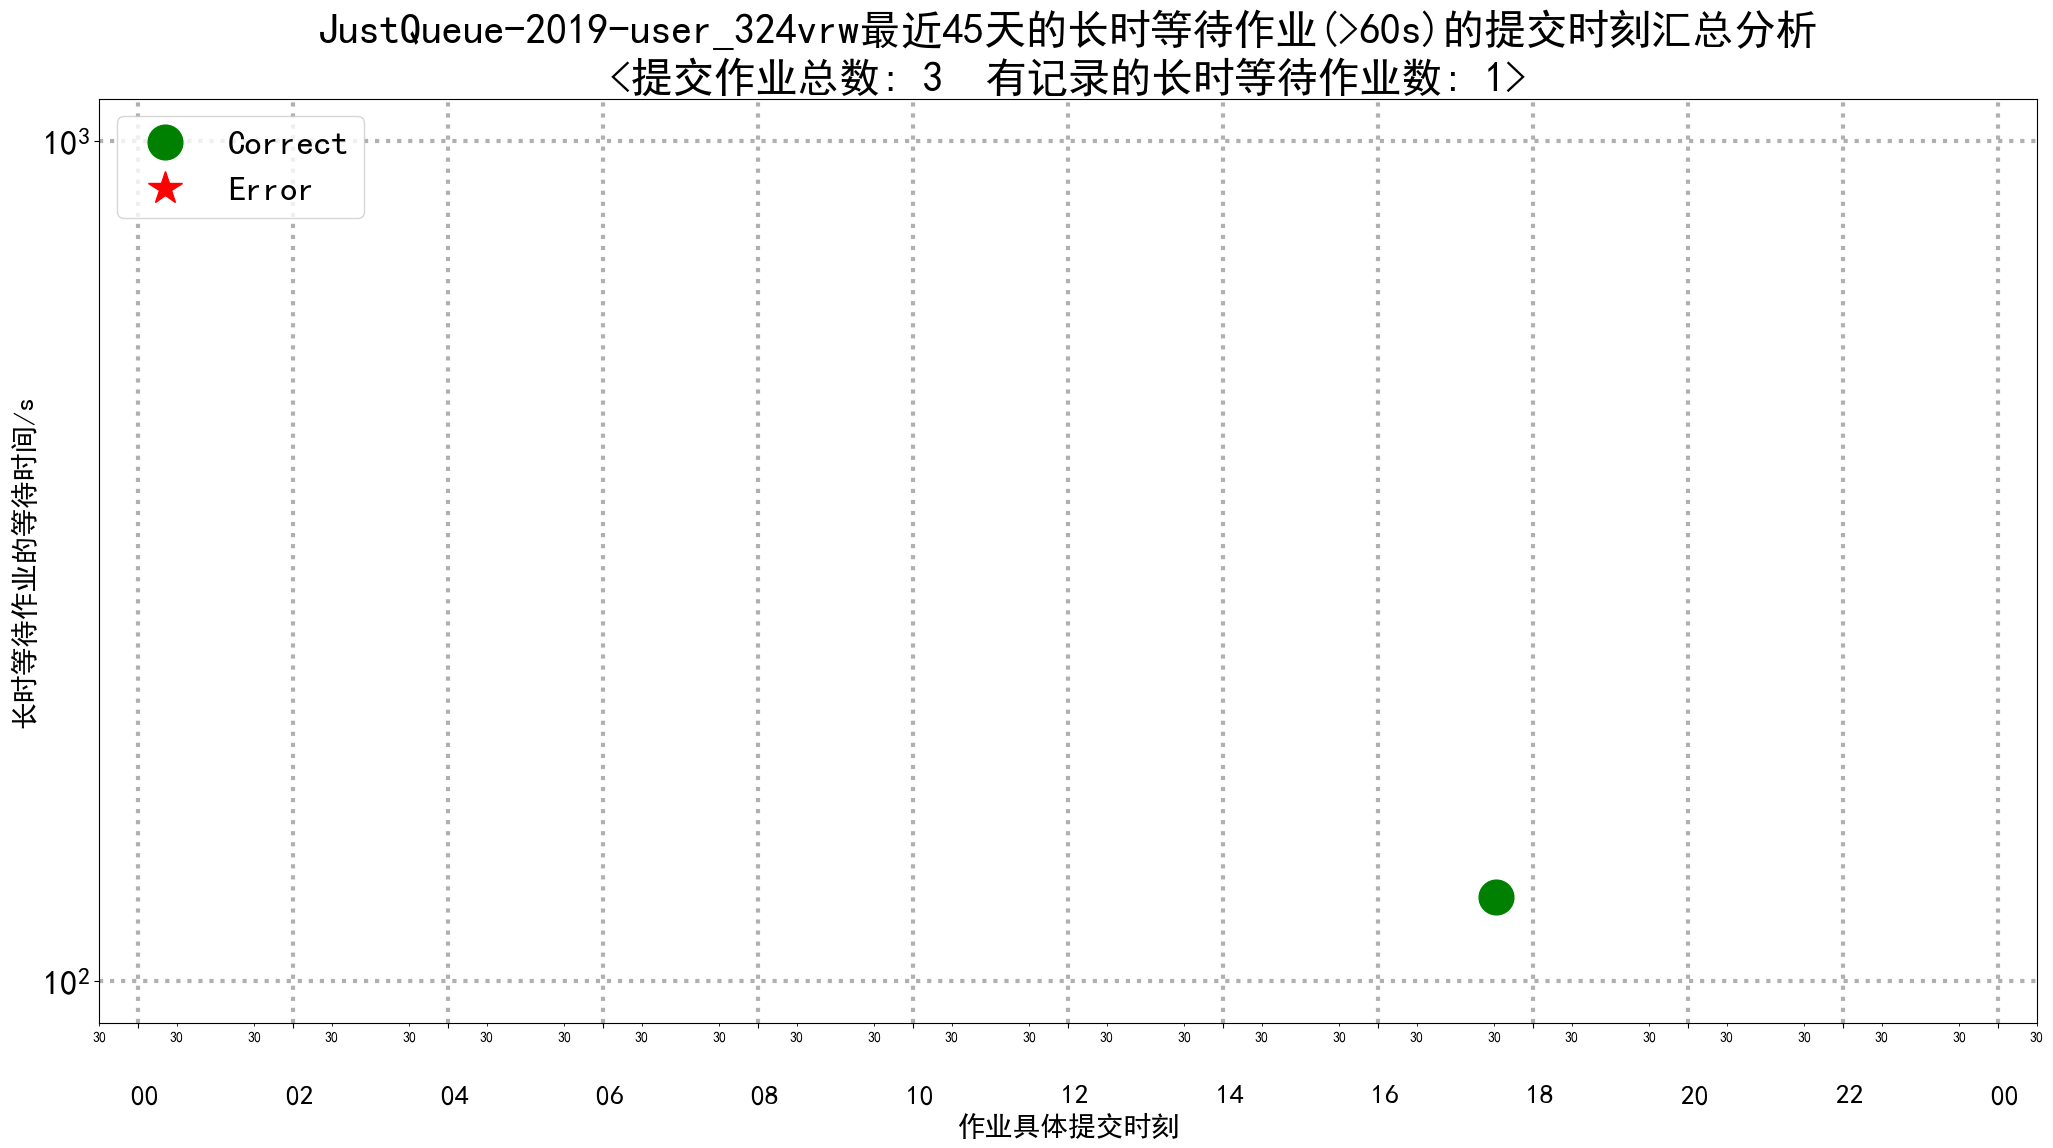 JustQueue-2019-user_324vrw最近45天的长时等待作业(>60s)的提交时刻汇总分析
<提交作业总数: 3  有记录的长时等待作业数: 1>
Correct
Error
10³
10²
长时等待作业的等待时间/s
30 30 30 30 30 30 30 30 30 30 30 30 30 30 30 30 30 30 30 30 30 30 30 30 30 30
00 02 04 06 08 10 12 14 16 18 20 22 00
作业具体提交时刻